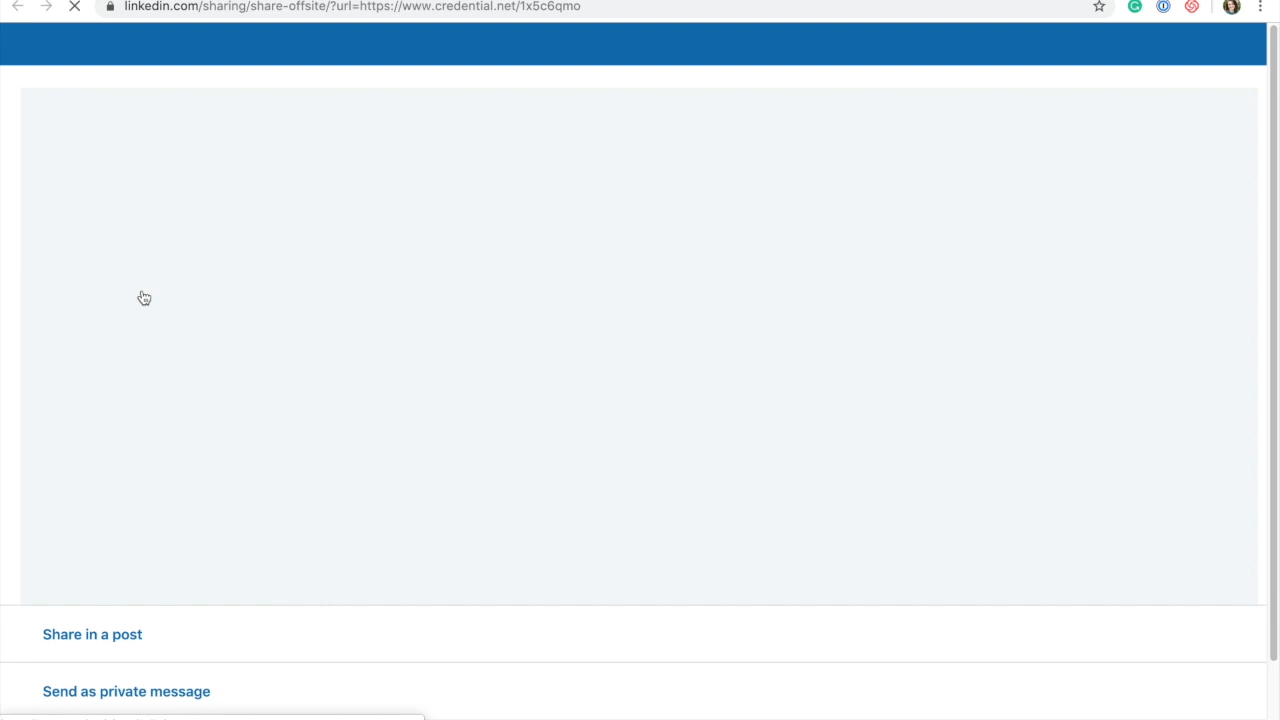 linkedin.com/sharing/share-offsite/?url=https://www.credential.net/1x5c6qmo
Share in a post
Send as private message